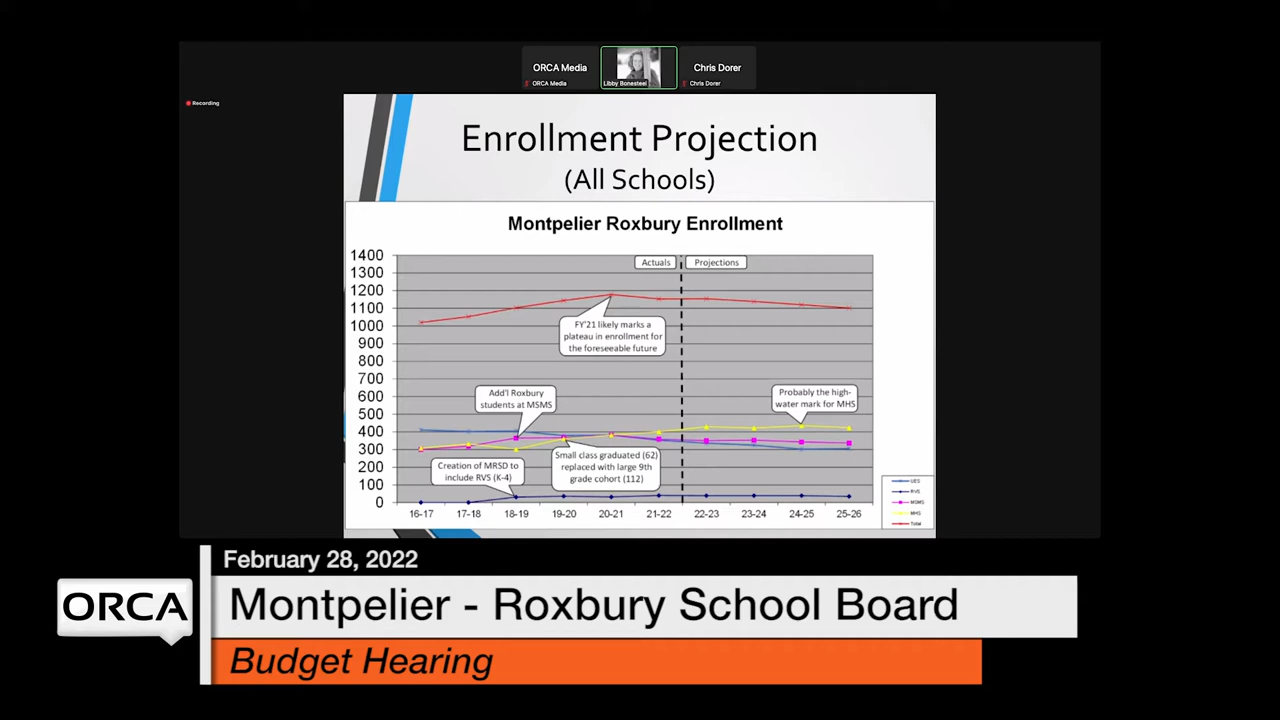 ORCA Media
ORCA Media
Libby Bonesteel
Chris Dorer
Chris Dorer
Recording
Enrollment Projection
(All Schools)
Montpelier Roxbury Enrollment
1400
1300
1200
1100
1000
900
800
700
600
500
400
300
200
100
0
Actuals
Projections
FY'21 likely marks a
plateau in enrollment for
the foreseeable future
Add'l Roxbury
students at MSMS
Probably the high-
water mark for MHS
Creation of MRSD to
include RVS (K-4)
Small class graduated (62)
replaced with large 9th
grade cohort (112)
16-17 17-18 18-19 19-20 20-21 21-22 22-23 23-24 24-25 25-26
UES
RVS
MSMS
MHS
Total
February 28, 2022
ORCA
Montpelier - Roxbury School Board
Budget Hearing